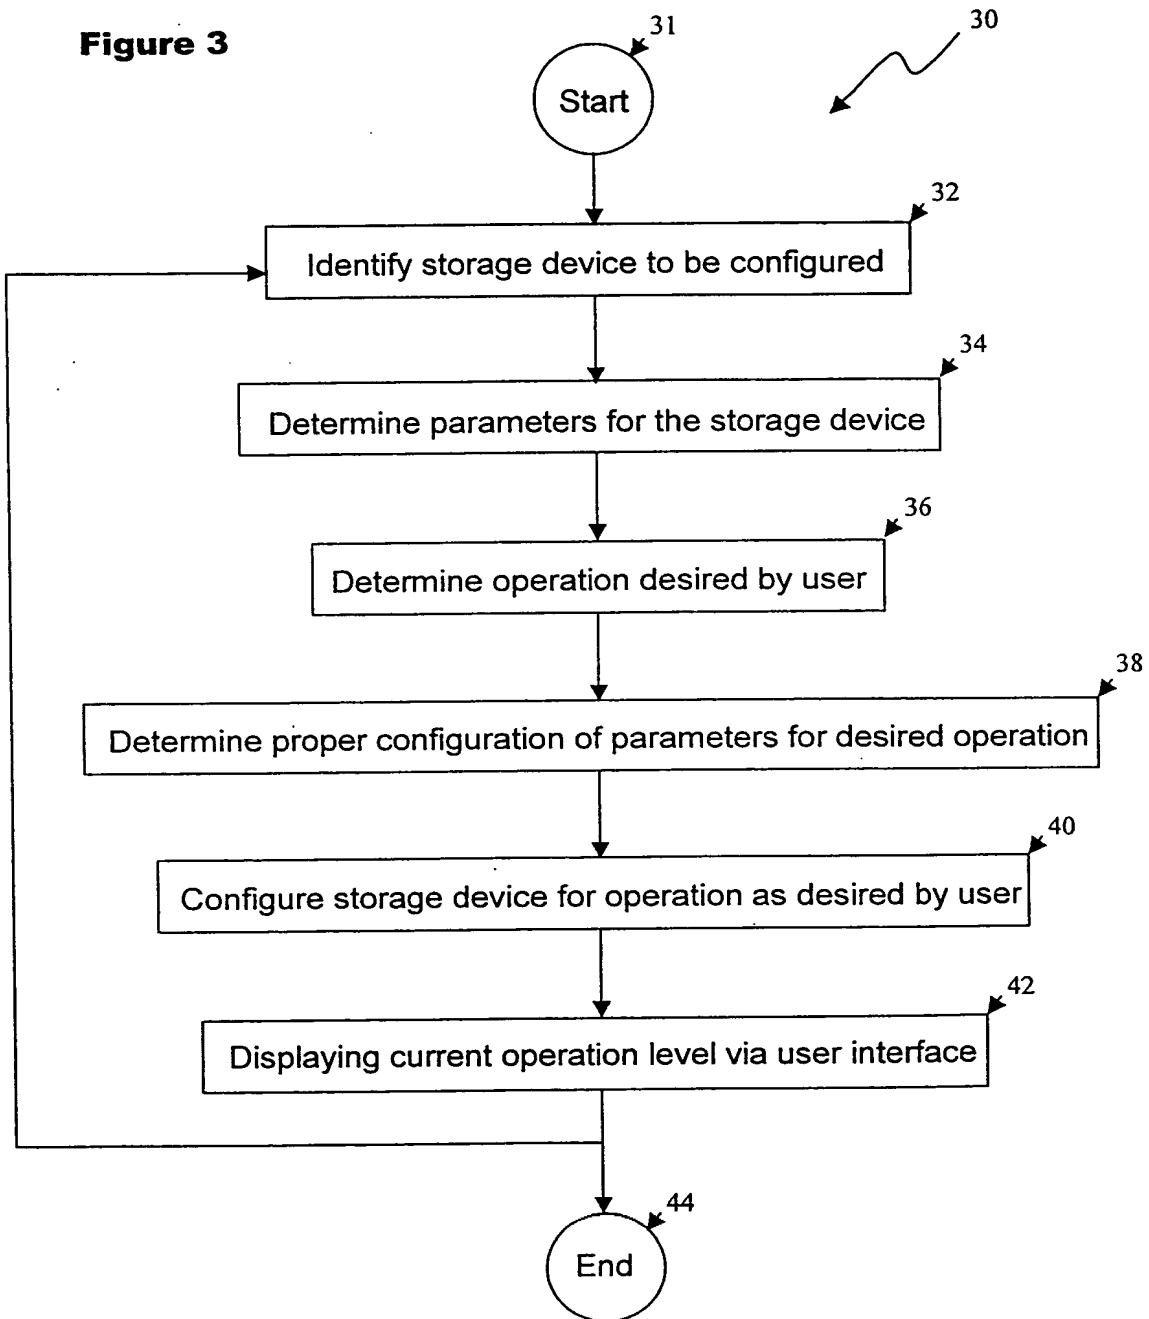 Figure 3
31
30
Start
32
Identify storage device to be configured
34
Determine parameters for the storage device
36
Determine operation desired by user
38
Determine proper configuration of parameters for desired operation
40
Configure storage device for operation as desired by user
42
Displaying current operation level via user interface
44
End